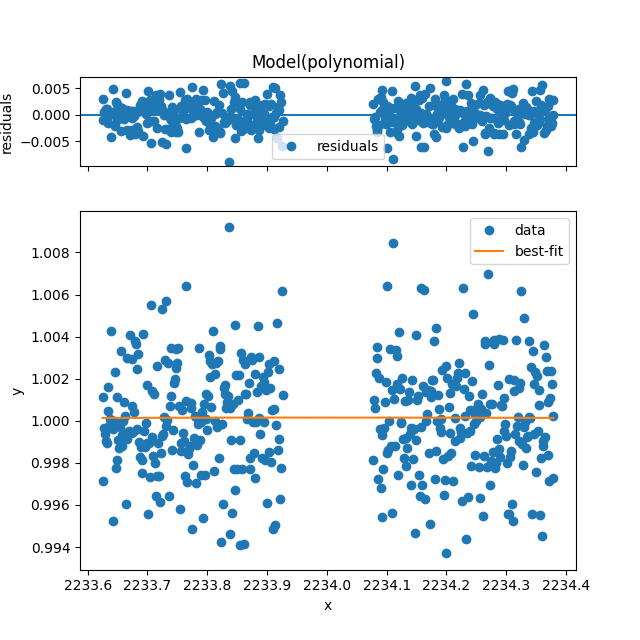 Model(polynomial)
residuals
0.005
0.000
−0.005
residuals
y
1.008
1.006
1.004
1.002
1.000
0.998
0.996
0.994
data
best-fit
2233.6 2233.7 2233.8 2233.9 2234.0 2234.1 2234.2 2234.3 2234.4
x